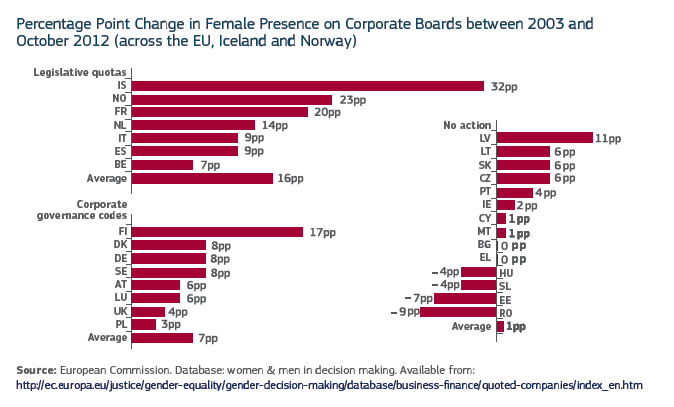 Percentage Point Change in Female Presence on Corporate Boards between 2003 and
October 2012 (across the EU, Iceland and Norway)
Legislative quotas
IS 32pp
NO 23pp
FR 20pp
NL 14pp
IT 9pp
ES 9pp
BE 7pp
Average 16pp
Corporate
governance codes
FI 17pp
DK 8pp
DE 8pp
SE 8pp
AT 6pp
LU 6pp
UK 4pp
PL 3pp
Average 7pp
No action
LV 11pp
LT 6pp
SK 6pp
CZ 6pp
PT 4pp
IE 2pp
CY 1pp
MT 1pp
BG 0 pp
EL 0 pp
–4pp HU
–4pp SL
–7pp EE
–9pp RO
Average 1pp
Source: European Commission. Database: women & men in decision making. Available from:
http://ec.europa.eu/justice/gender-equality/gender-decision-making/database/business-finance/quoted-companies/index_en.htm